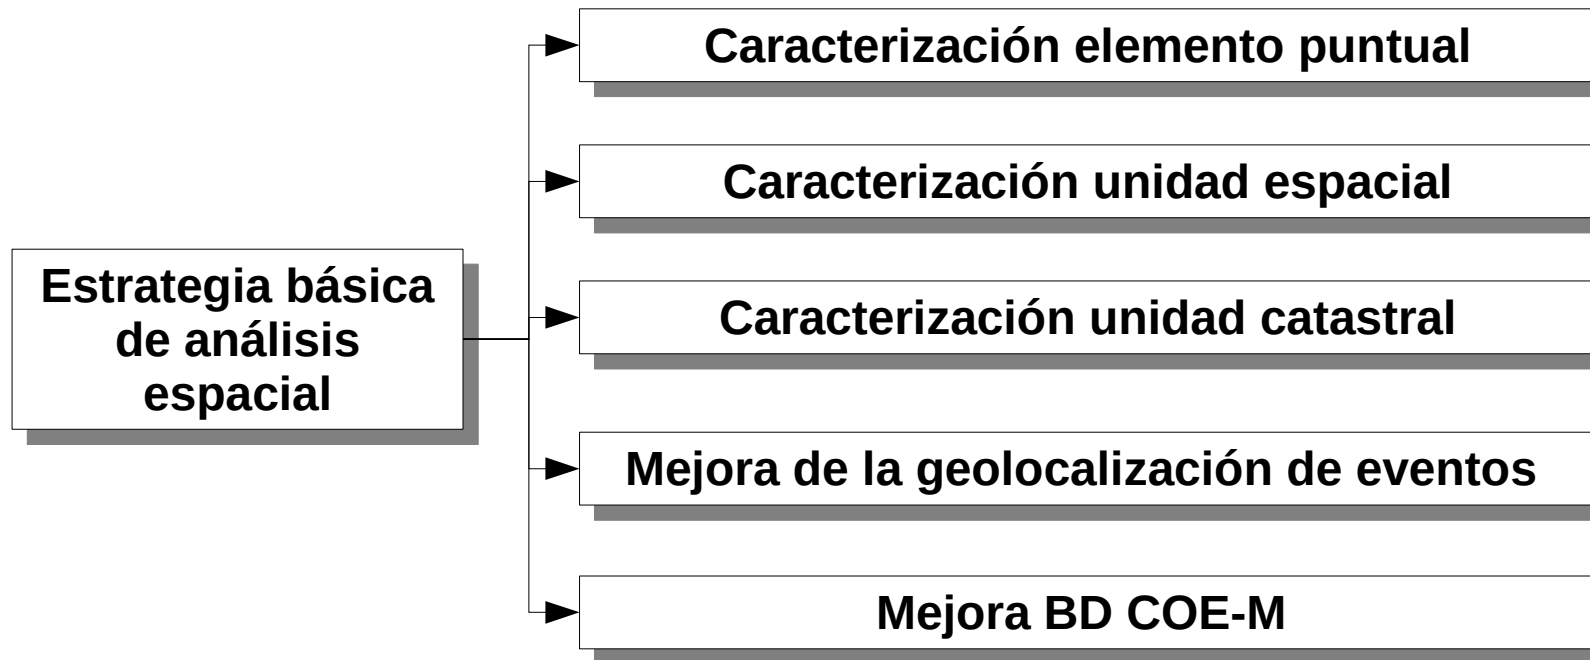 Caracterización elemento puntual
Caracterización unidad espacial
Estrategia básica
de análisis
espacial
Caracterización unidad catastral
Mejora de la geolocalización de eventos
Mejora BD COE-M